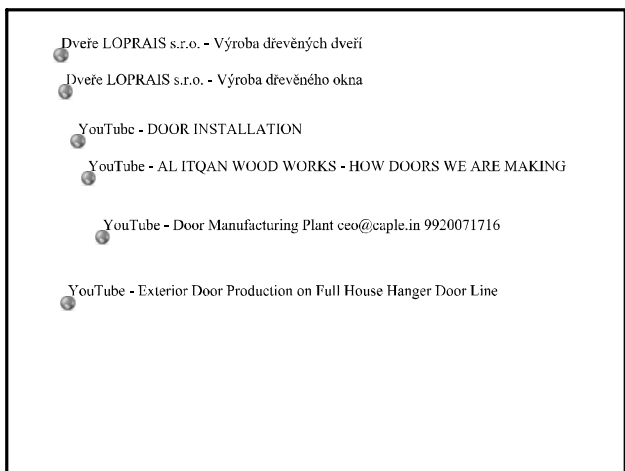 Dveře LOPRAIS s.r.o. - Výroba dřevěných dveří
Dveře LOPRAIS s.r.o. - Výroba dřevěného okna
YouTube - DOOR INSTALLATION
YouTube - AL ITQAN WOOD WORKS - HOW DOORS WE ARE MAKING
YouTube - Door Manufacturing Plant ceo@caple.in 9920071716
YouTube - Exterior Door Production on Full House Hanger Door Line